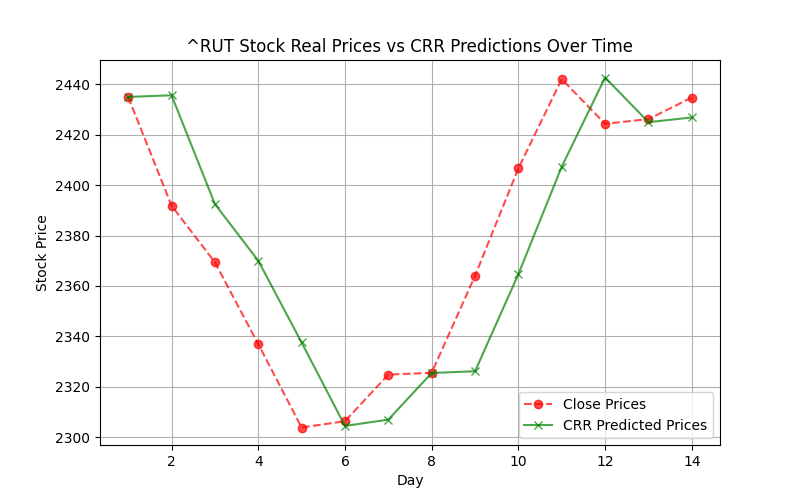 ^RUT Stock Real Prices vs CRR Predictions Over Time
Stock Price
2440
2420
2400
2380
2360
2340
2320
2300
Close Prices
CRR Predicted Prices
2 4 6 8 10 12 14
Day